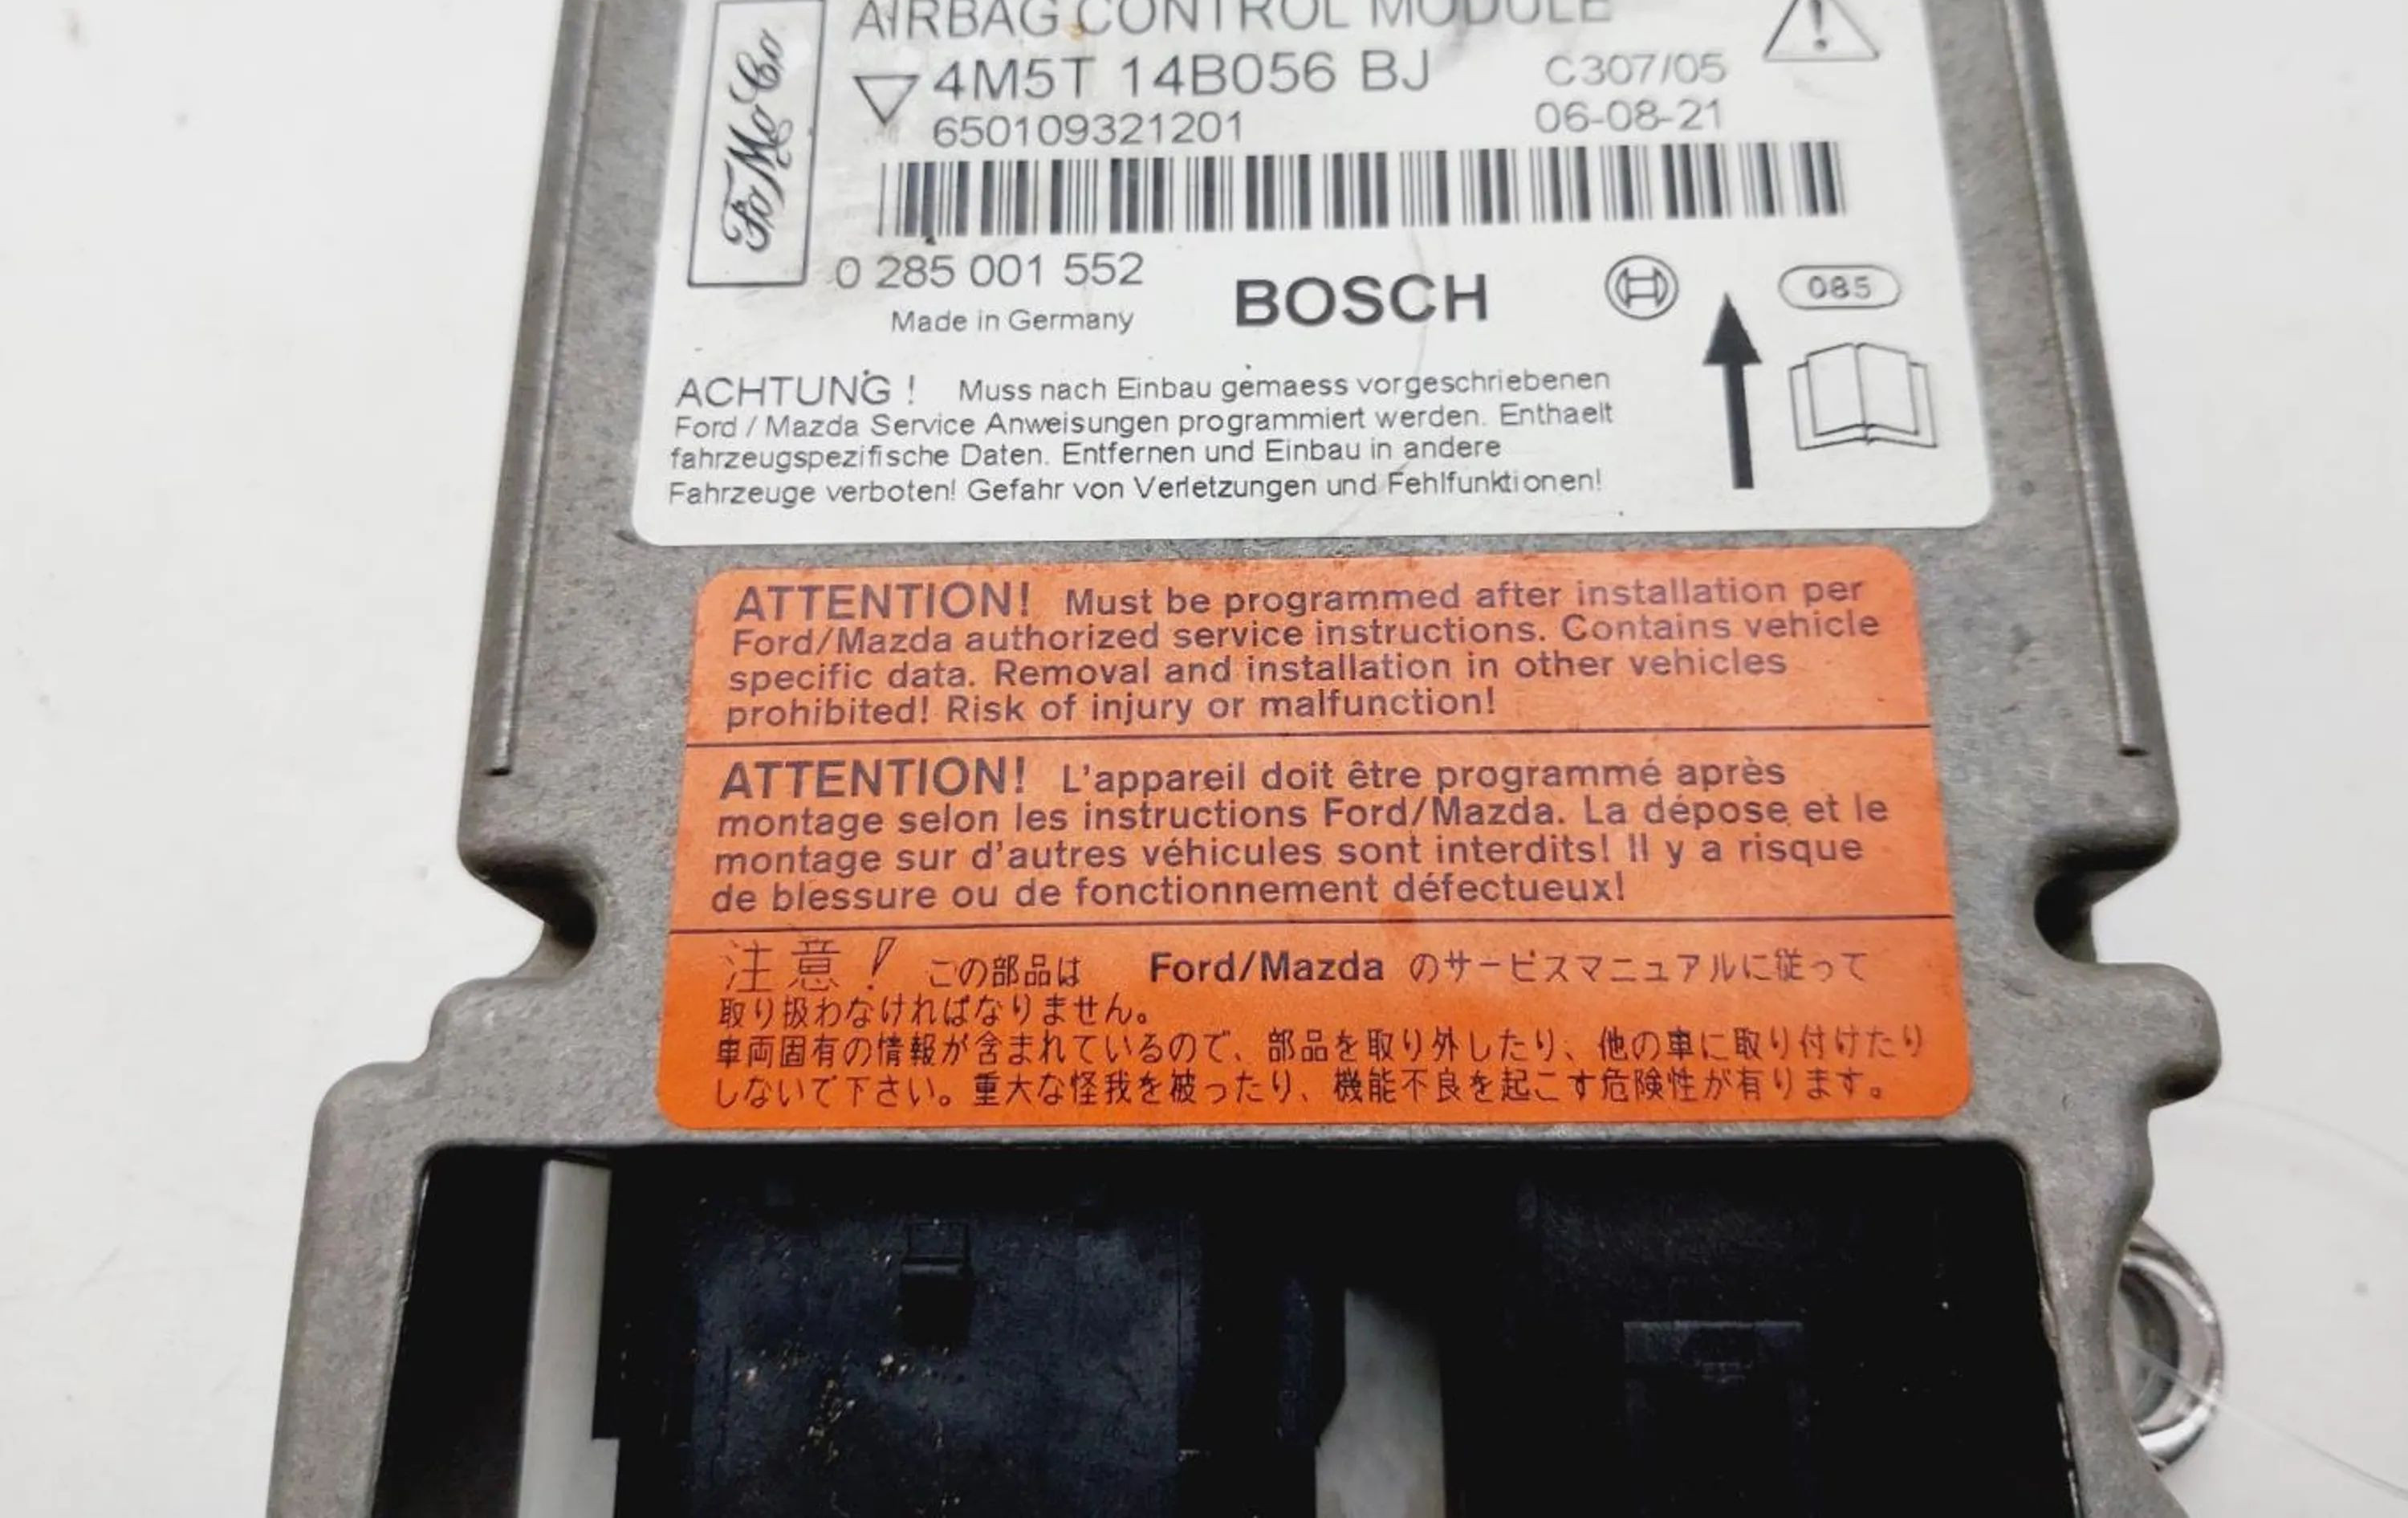 AIRBAG CONTROL MODULE
FoMoCo
4M5T 14B056 BJ
C307/05
650109321201
06-08-21
0 285 001 552
Made in Germany
BOSCH
085
ACHTUNG! Muss nach Einbau gemaess vorgeschriebenen
Ford / Mazda Service Anweisungen programmiert werden. Enthaelt
fahrzeugspezifische Daten. Entfernen und Einbau in andere
Fahrzeuge verboten! Gefahr von Verletzungen und Fehlfunktionen!
ATTENTION! Must be programmed after installation per
Ford/Mazda authorized service instructions. Contains vehicle
specific data. Removal and installation in other vehicles
prohibited! Risk of injury or malfunction!
ATTENTION! L'appareil doit être programmé après
montage selon les instructions Ford/Mazda. La dépose et le
montage sur d'autres véhicules sont interdits! Il y a risque
de blessure ou de fonctionnement défectueux!
注意! この部品は Ford/Mazda のサービスマニュアルに従って
取り扱わなければなりません。
車両固有の情報が含まれているので、部品を取り外したり、他の車に取り付けたり
しないで下さい。重大な怪我を被ったり、機能不良を起こす危険性が有ります。